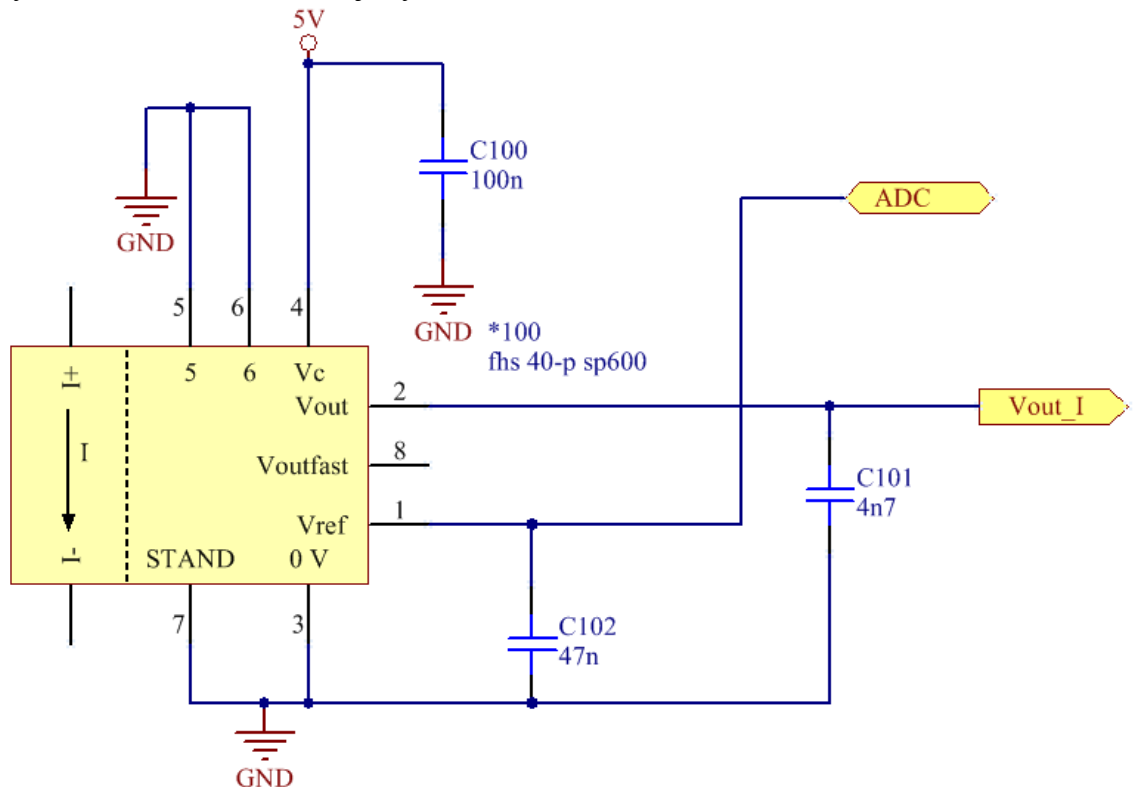 5V
C100
100n
ADC
GND
5
6
4
GND
*100
fhs 40-p sp600
I+
5
6
Vc
2
Vout
Vout_I
I
8
Voutfast
C101
4n7
1
Vref
I-
STAND
0 V
7
3
C102
47n
GND